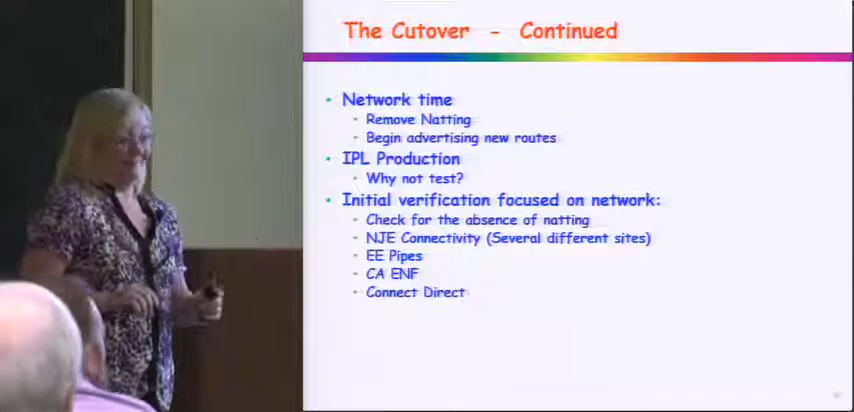 The Cutover - Continued
• Network time
- Remove Natting
- Begin advertising new routes
• IPL Production
- Why not test?
• Initial verification focused on network:
- Check for the absence of natting
- NJE Connectivity (Several different sites)
- EE Pipes
- CA ENF
- Connect Direct